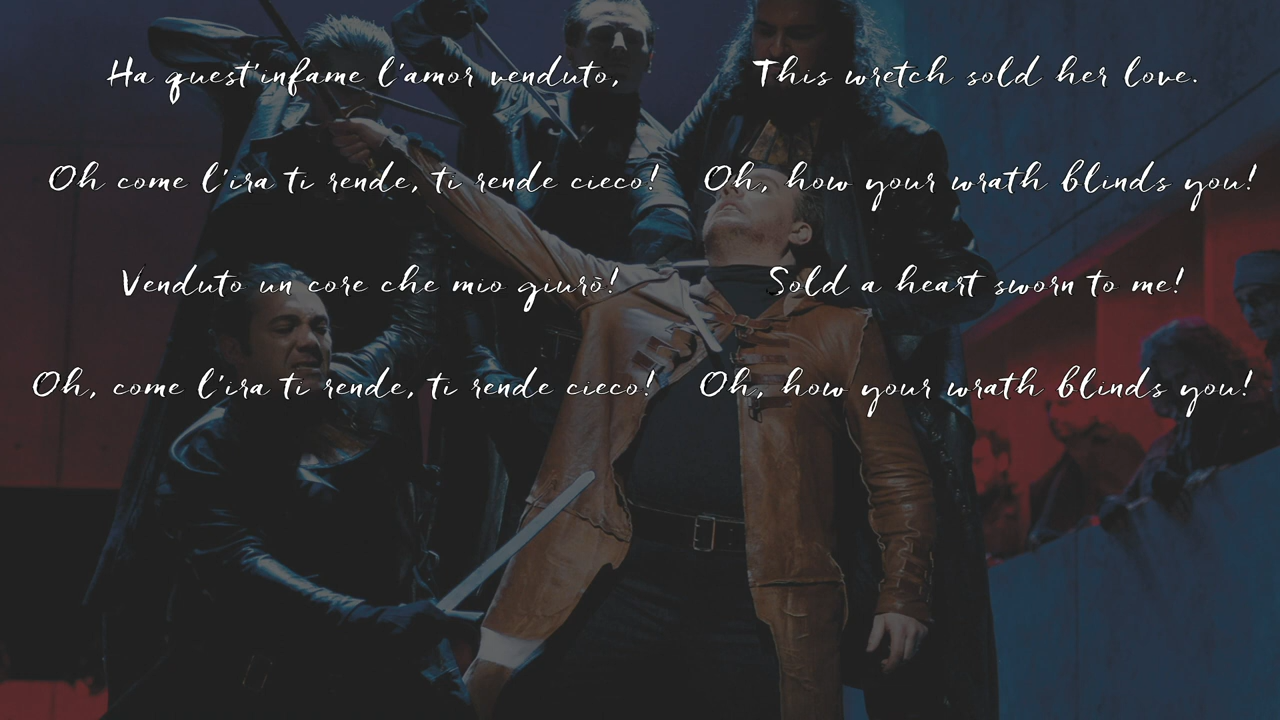 Ha quest'infame l'amor venduto,
This wretch sold her love.
Oh come l'ira ti rende, ti rende cieco!
Oh, how your wrath blinds you!
Venduto un core che mio giurò!
Sold a heart sworn to me!
Oh, come l'ira ti rende, ti rende cieco!
Oh, how your wrath blinds you!